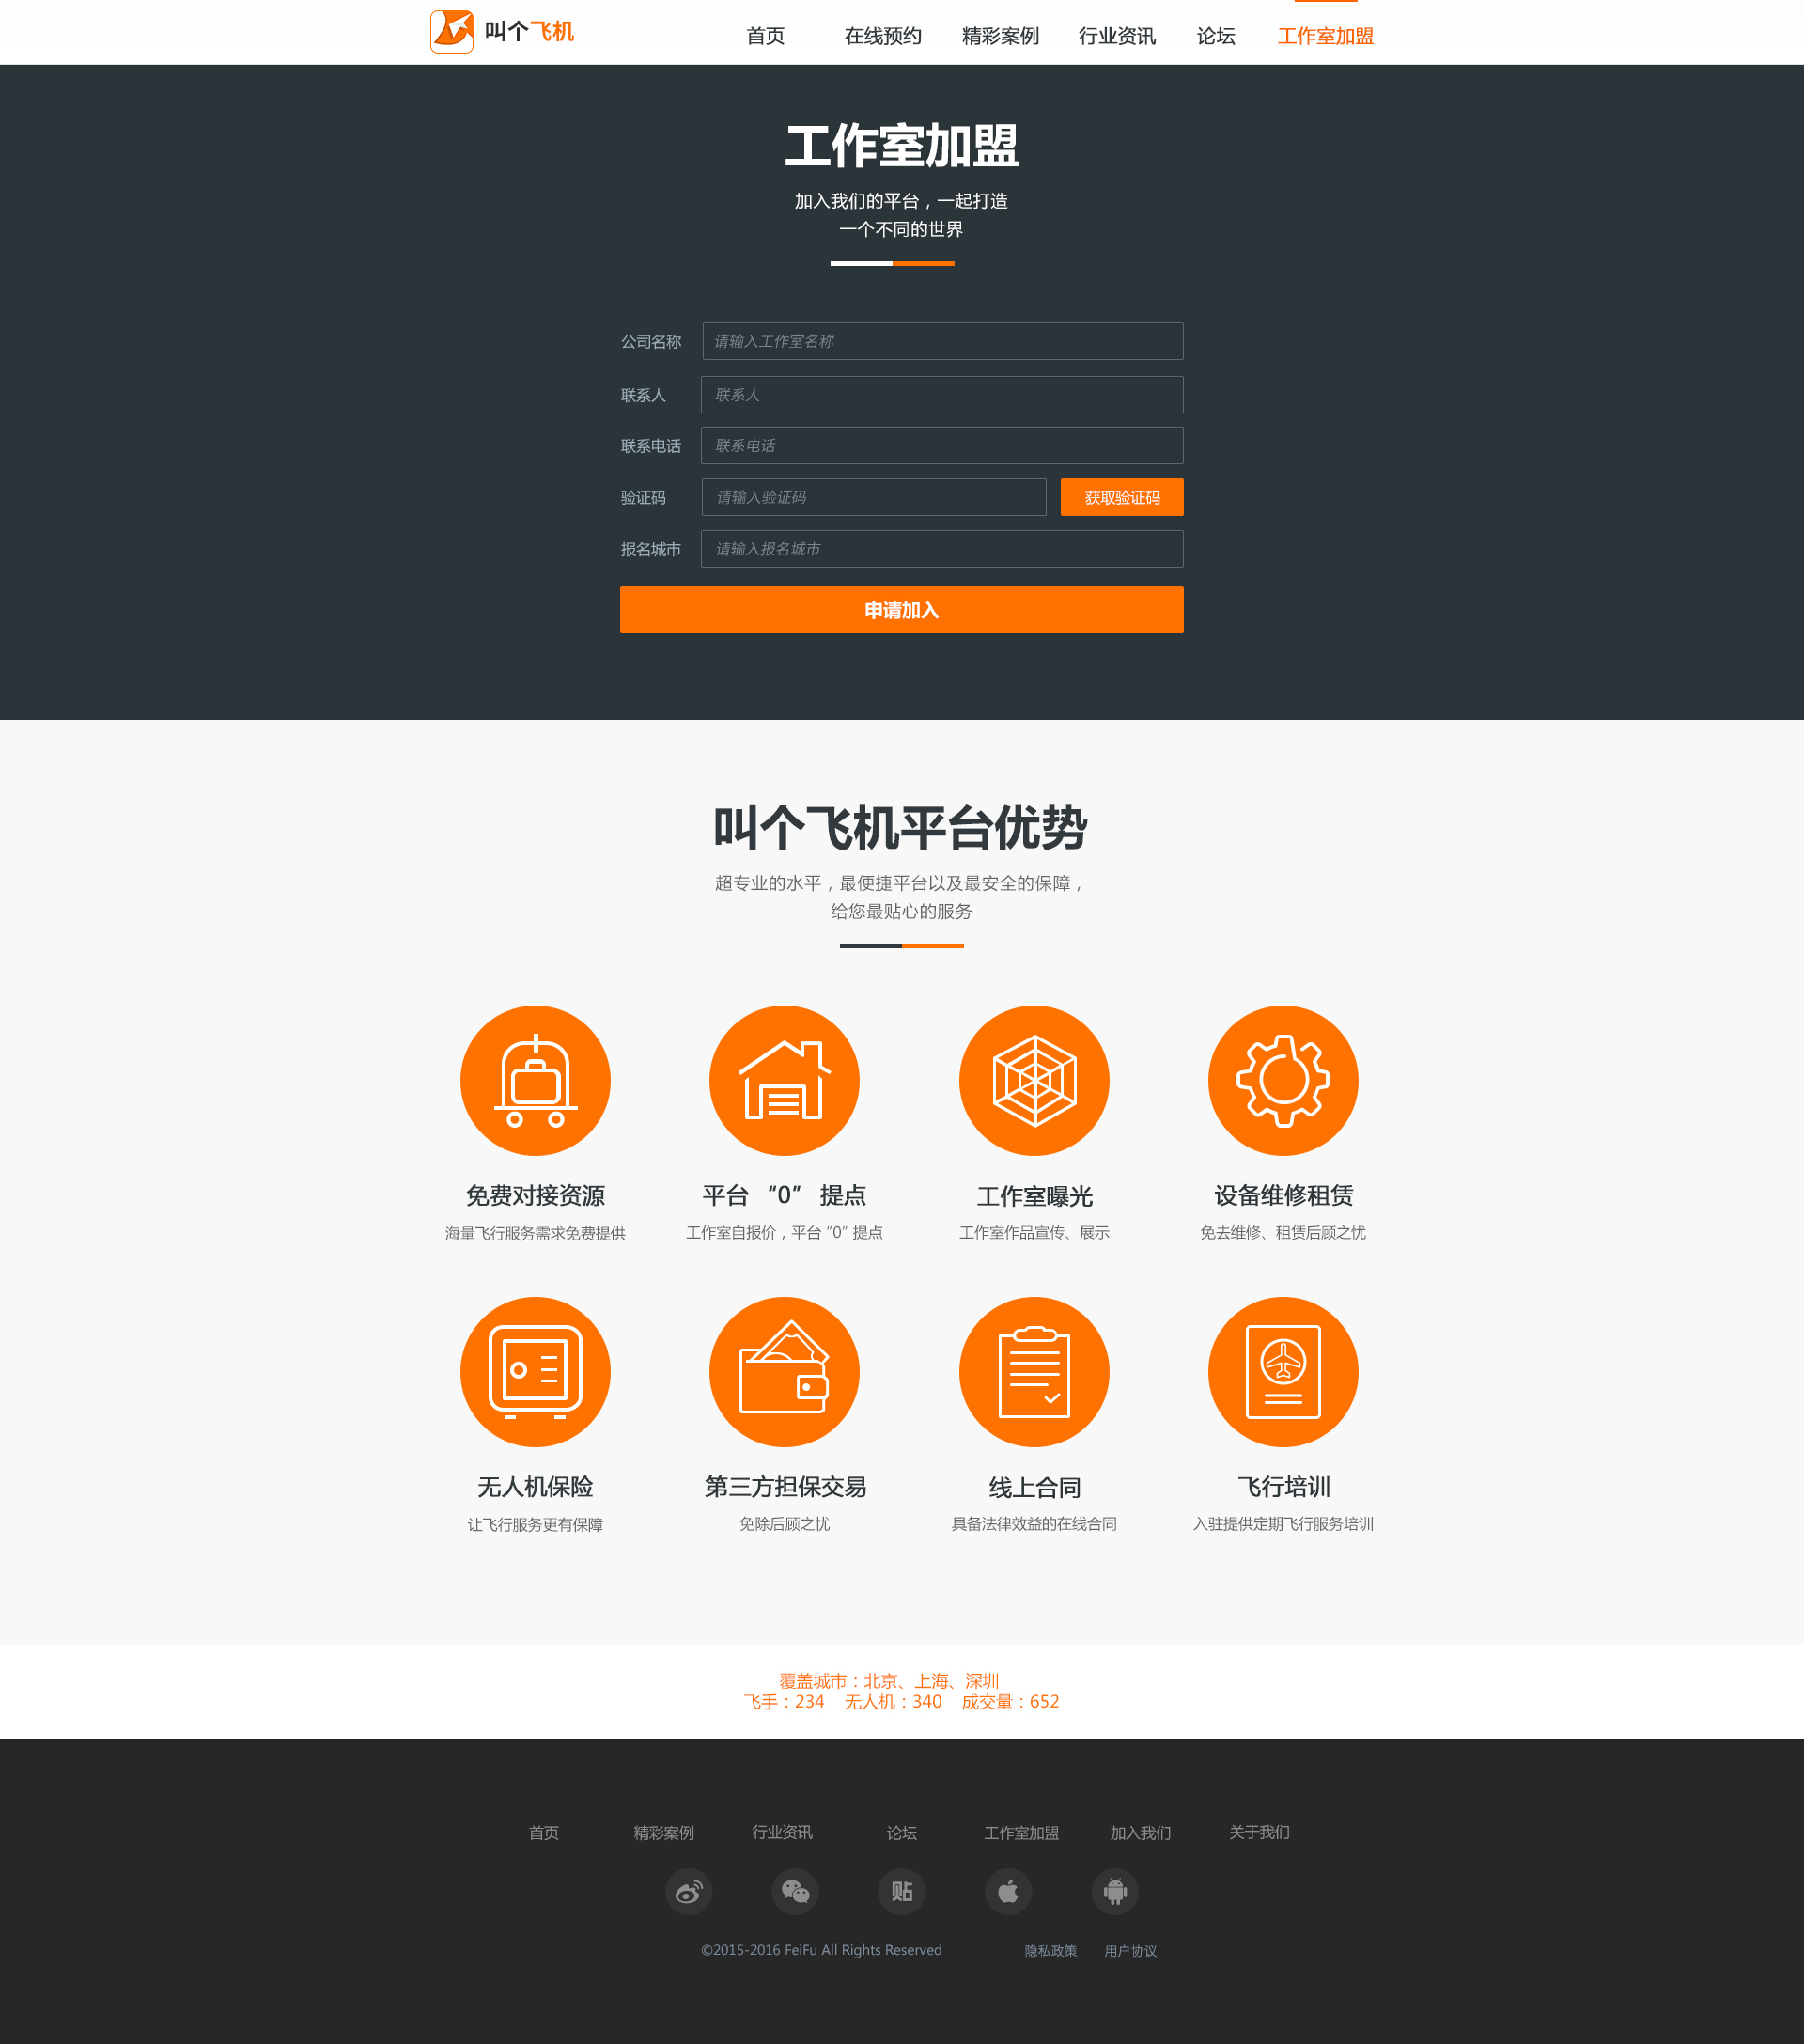 叫个飞机
首页 在线预约 精彩案例 行业资讯 论坛 工作室加盟
工作室加盟
加入我们的平台，一起打造
一个不同的世界
公司名称 请输入工作室名称
联系人 联系人
联系电话 联系电话
验证码 请输入验证码 获取验证码
报名城市 请输入报名城市
申请加入
叫个飞机平台优势
超专业的水平，最便捷平台以及最安全的保障，
给您最贴心的服务
免费对接资源 平台 “0” 提点 工作室曝光 设备维修租赁
海量飞行服务需求免费提供 工作室自报价，平台 “0” 提点 工作室作品宣传、展示 免去维修、租赁后顾之忧
无人机保险 第三方担保交易 线上合同 飞行培训
让飞行服务更有保障 免除后顾之忧 具备法律效益的在线合同 入驻提供定期飞行服务培训
覆盖城市：北京、上海、深圳
飞手：234 无人机：340 成交量：652
首页 精彩案例 行业资讯 论坛 工作室加盟 加入我们 关于我们
贴
©2015-2016 FeiFu All Rights Reserved 隐私政策 用户协议